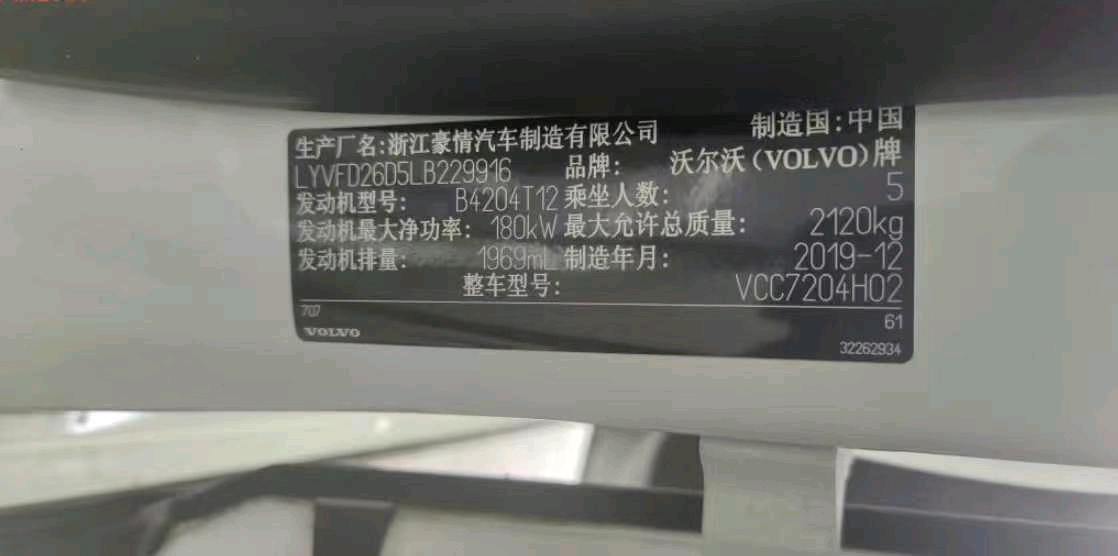 生产厂名:浙江豪情汽车制造有限公司 制造国:中国
LYVFD26D5LB229916 品牌: 沃尔沃(VOLVO)牌
发动机型号: B4204T12 乘坐人数: 5
发动机最大净功率: 180kW 最大允许总质量: 2120kg
发动机排量: 1969mL 制造年月: 2019-12
整车型号: VCC7204H02
707 61
VOLVO 32262934